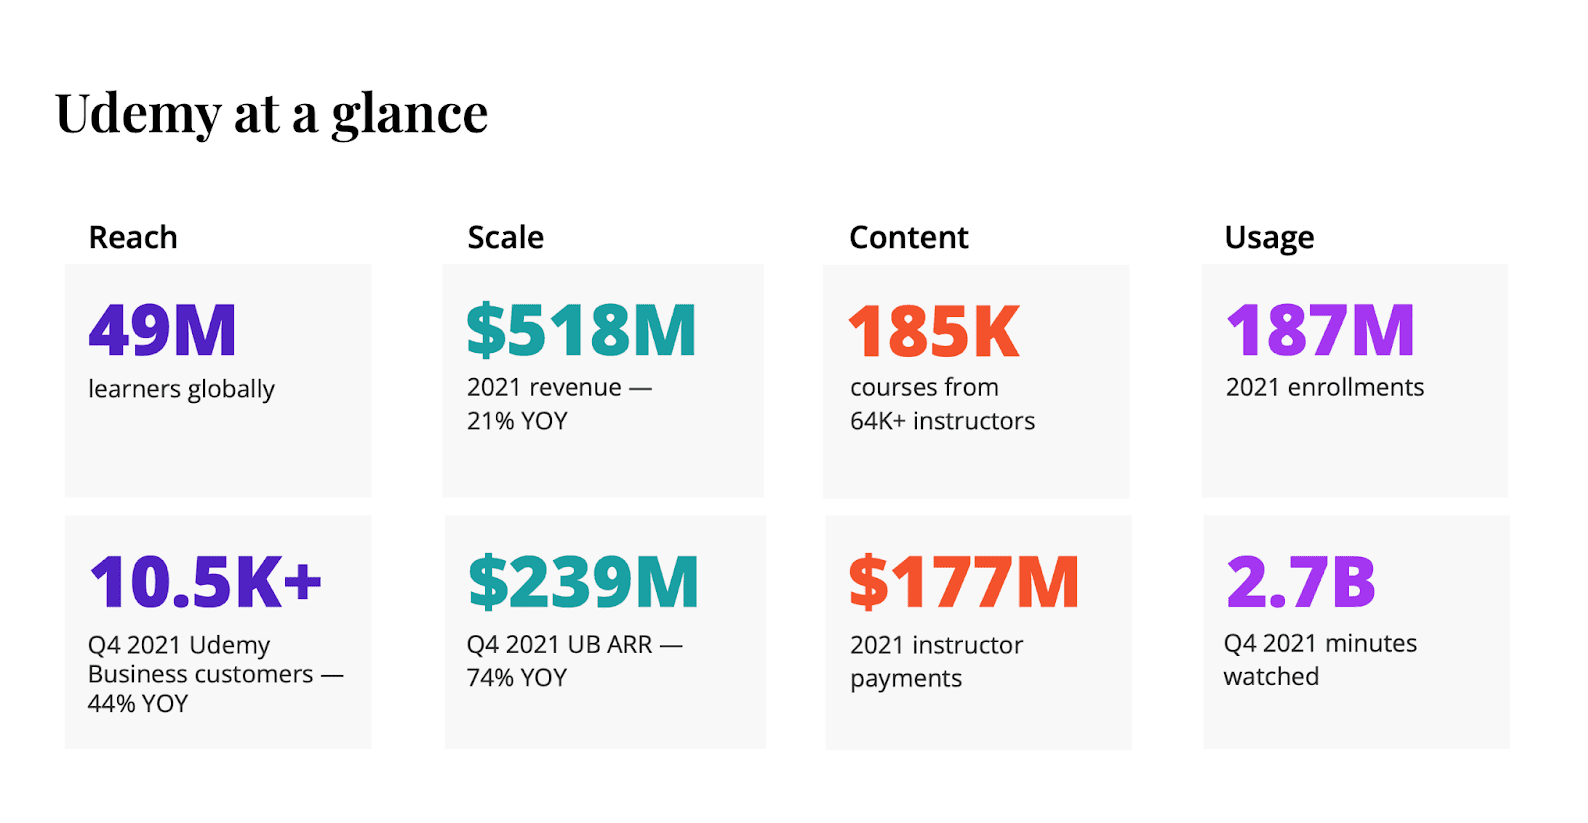 Udemy at a glance
Reach
49M
learners globally
10.5K+
Q4 2021 Udemy
Business customers —
44% YOY
Scale
$518M
2021 revenue —
21% YOY
$239M
Q4 2021 UB ARR —
74% YOY
Content
185K
courses from
64K+ instructors
$177M
2021 instructor
payments
Usage
187M
2021 enrollments
2.7B
Q4 2021 minutes
watched